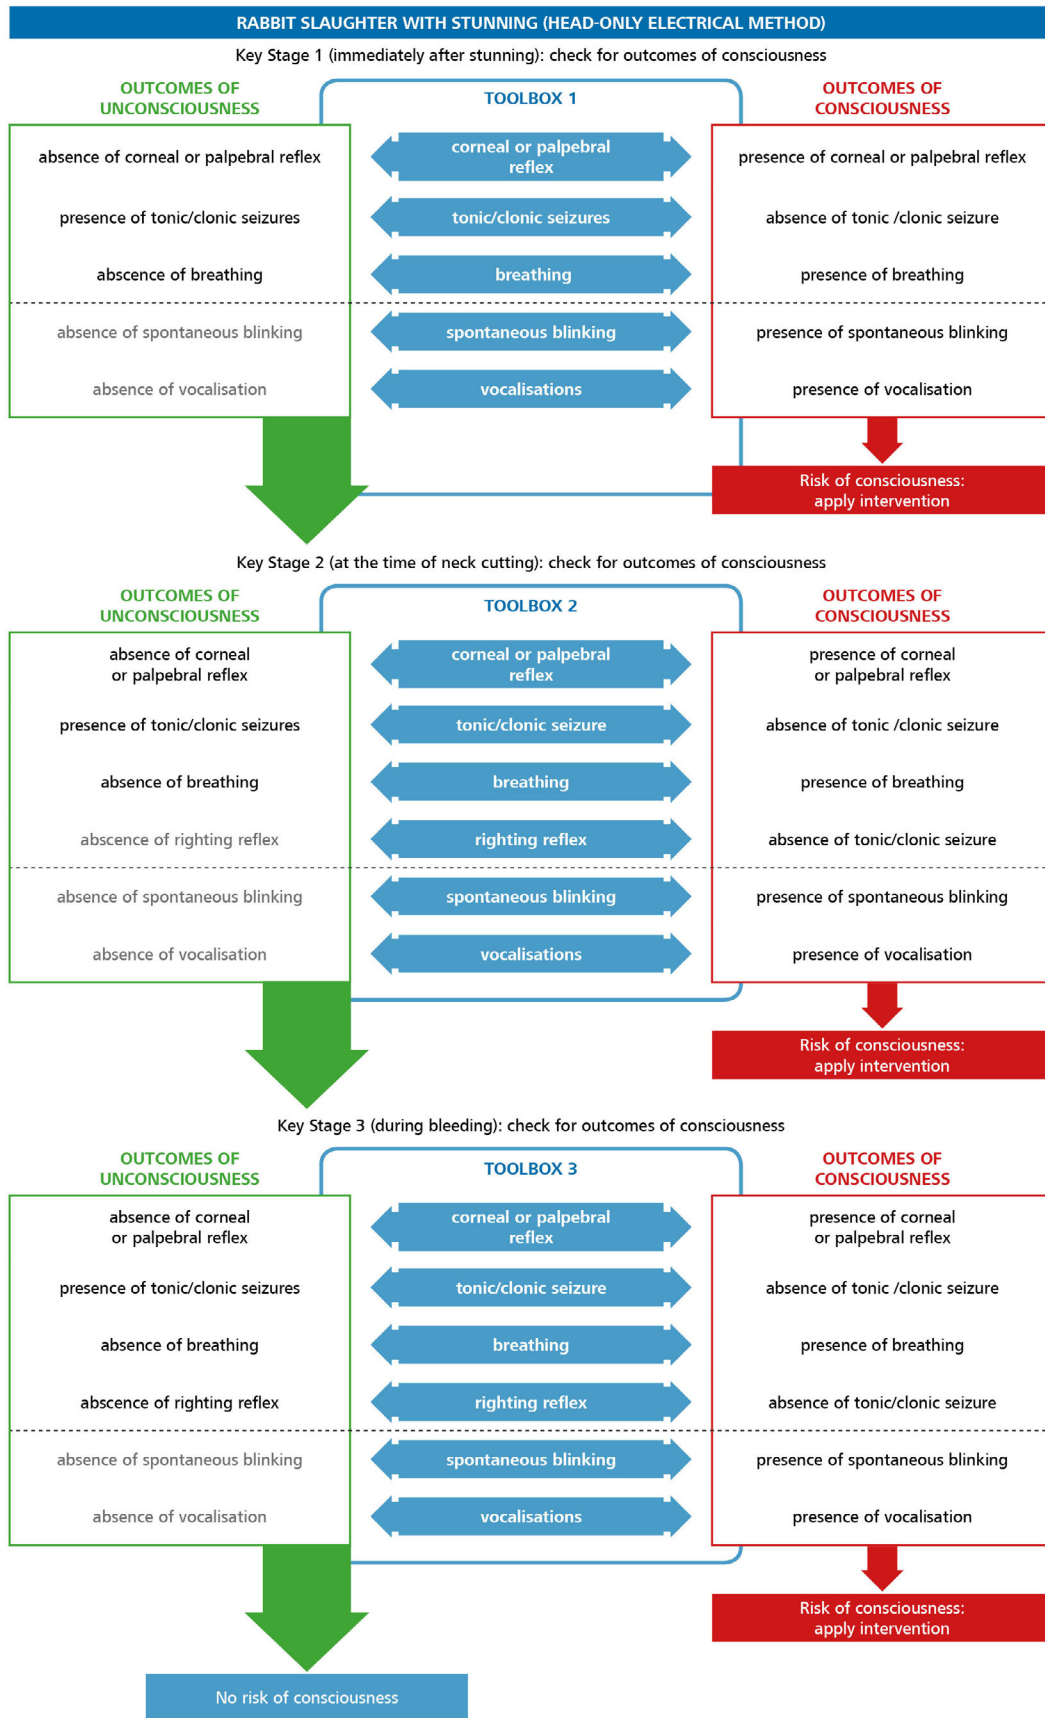 RABBIT SLAUGHTER WITH STUNNING (HEAD-ONLY ELECTRICAL METHOD)
Key Stage 1 (immediately after stunning): check for outcomes of consciousness
OUTCOMES OF
UNCONSCIOUSNESS
TOOLBOX 1
OUTCOMES OF
CONSCIOUSNESS
absence of corneal or palpebral reflex
corneal or palpebral
reflex
presence of corneal or palpebral reflex
presence of tonic/clonic seizures
tonic/clonic seizures
absence of tonic /clonic seizure
abscence of breathing
breathing
presence of breathing
absence of spontaneous blinking
spontaneous blinking
presence of spontaneous blinking
absence of vocalisation
vocalisations
presence of vocalisation
Risk of consciousness:
apply intervention
Key Stage 2 (at the time of neck cutting): check for outcomes of consciousness
OUTCOMES OF
UNCONSCIOUSNESS
TOOLBOX 2
OUTCOMES OF
CONSCIOUSNESS
absence of corneal
or palpebral reflex
corneal or palpebral
reflex
presence of corneal
or palpebral reflex
presence of tonic/clonic seizures
tonic/clonic seizure
absence of tonic /clonic seizure
absence of breathing
breathing
presence of breathing
abscence of righting reflex
righting reflex
absence of tonic/clonic seizure
absence of spontaneous blinking
spontaneous blinking
presence of spontaneous blinking
absence of vocalisation
vocalisations
presence of vocalisation
Risk of consciousness:
apply intervention
Key Stage 3 (during bleeding): check for outcomes of consciousness
OUTCOMES OF
UNCONSCIOUSNESS
TOOLBOX 3
OUTCOMES OF
CONSCIOUSNESS
absence of corneal
or palpebral reflex
corneal or palpebral
reflex
presence of corneal
or palpebral reflex
presence of tonic/clonic seizures
tonic/clonic seizure
absence of tonic /clonic seizure
absence of breathing
breathing
presence of breathing
abscence of righting reflex
righting reflex
absence of tonic/clonic seizure
absence of spontaneous blinking
spontaneous blinking
presence of spontaneous blinking
absence of vocalisation
vocalisations
presence of vocalisation
Risk of consciousness:
apply intervention
No risk of consciousness